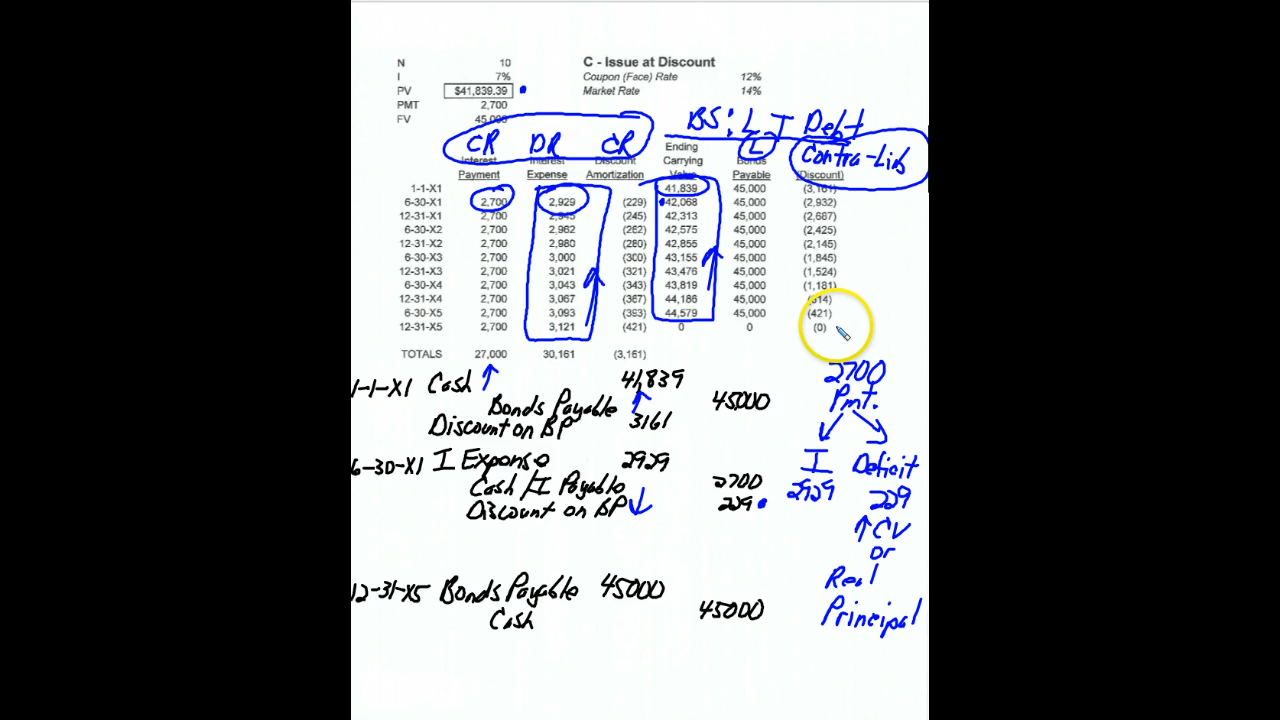 N 10 C - Issue at Discount
I 7% Coupon (Face) Rate 12%
PV $41,839.39 Market Rate 14%
PMT 2,700
FV 45,000
BS: LT Debt
CR DR CR L Contra-Liab
Interest Interest Discount Ending Carrying Bonds
Payment Expense Amortization Value Payable (Discount)
1-1-X1 41,839 45,000 (3,161)
6-30-X1 2,700 2,929 (229) 42,068 45,000 (2,932)
12-31-X1 2,700 2,945 (245) 42,313 45,000 (2,687)
6-30-X2 2,700 2,962 (262) 42,575 45,000 (2,425)
12-31-X2 2,700 2,980 (280) 42,855 45,000 (2,145)
6-30-X3 2,700 3,000 (300) 43,155 45,000 (1,845)
12-31-X3 2,700 3,021 (321) 43,476 45,000 (1,524)
6-30-X4 2,700 3,043 (343) 43,819 45,000 (1,181)
12-31-X4 2,700 3,067 (367) 44,186 45,000 (814)
6-30-X5 2,700 3,093 (393) 44,579 45,000 (421)
12-31-X5 2,700 3,121 (421) 0 0 (0)
TOTALS 27,000 30,161 (3,161)
1-1-X1 Cash 41,839
Bonds Payable 45000
Discount on BP 3161
6-30-X1 I Expense 2929
Cash/I Payable 2700
Discount on BP 229
12-31-X5 Bonds Payable 45000
Cash 45000
2700
Pmt.
I Deficit
2929 229
↑CV
or
Real
Principal